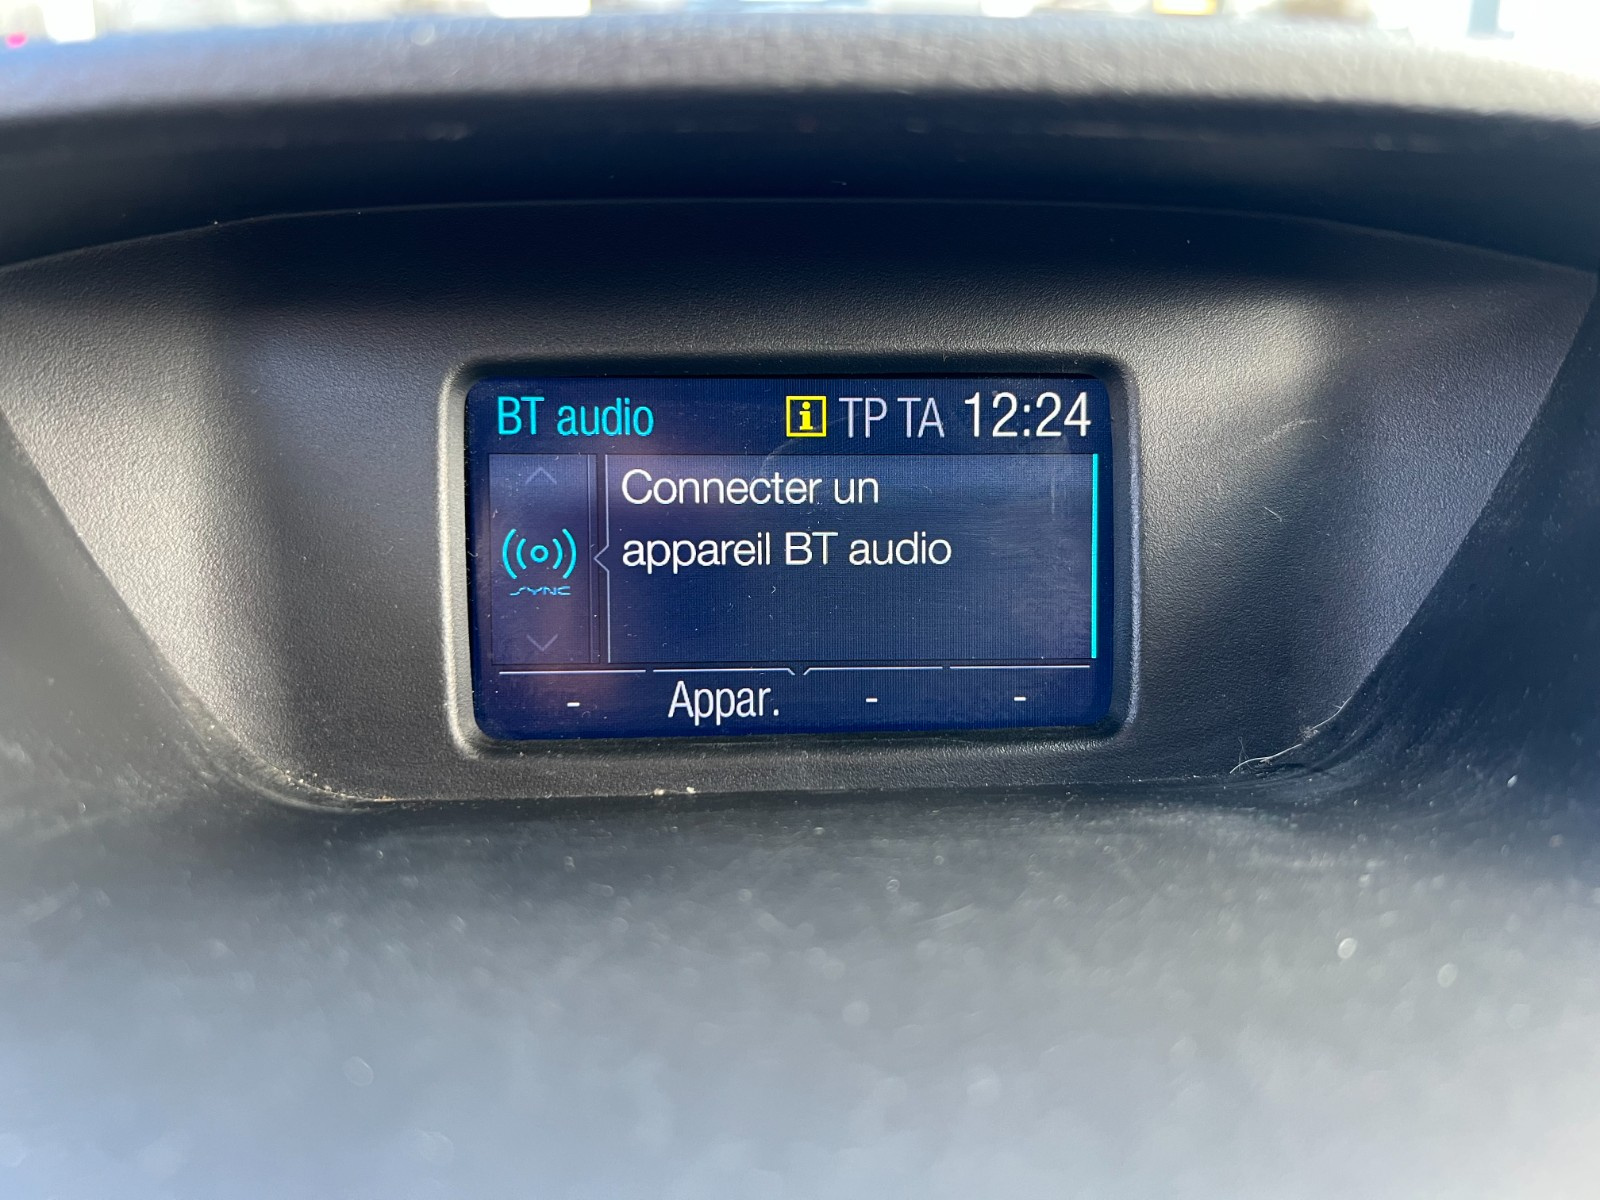 BT audio i TP TA 12:24
Connecter un
appareil BT audio
SYNC
- Appar. - -